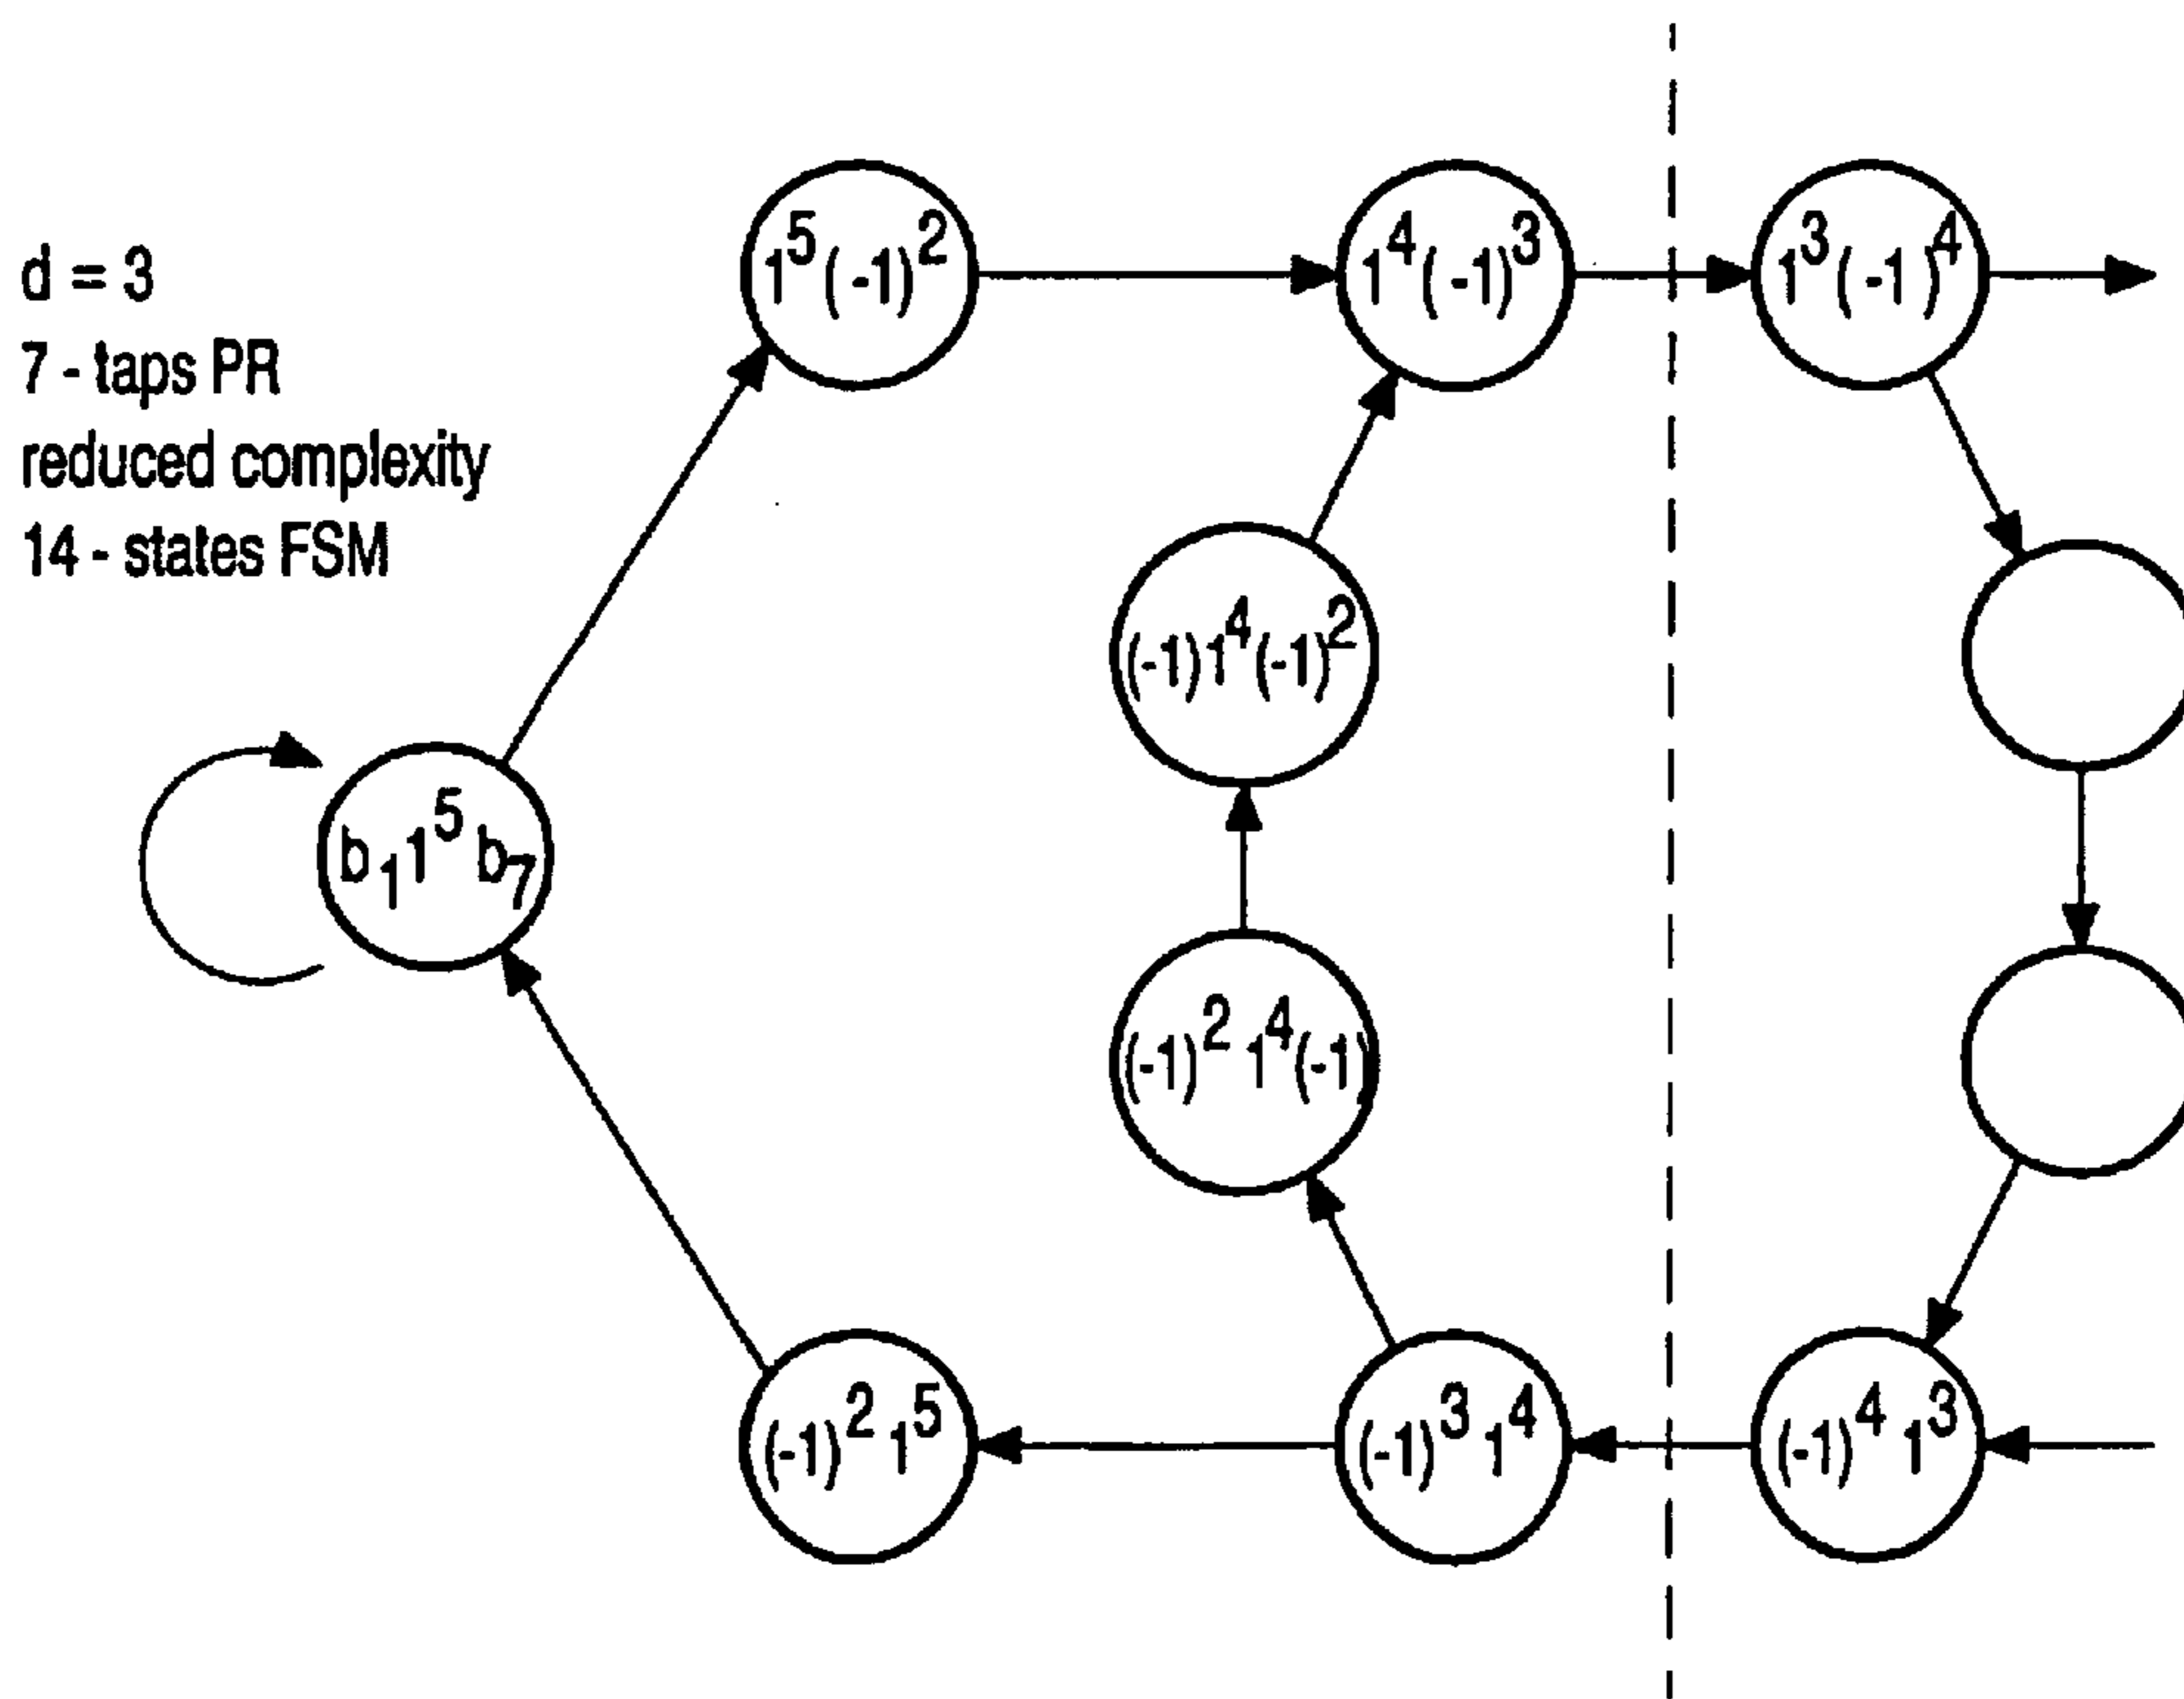 d = 3
7 - taps PR
reduced complexity
14 - states FSM
1^5(-1)^2
1^4(-1)^3
1^3(-1)^4
(-1)1^4(-1)^2
b_1 1^5 b_7
(-1)^2 1^4(-1)
(-1)^2 1^5
(-1)^3 1^4
(-1)^4 1^3